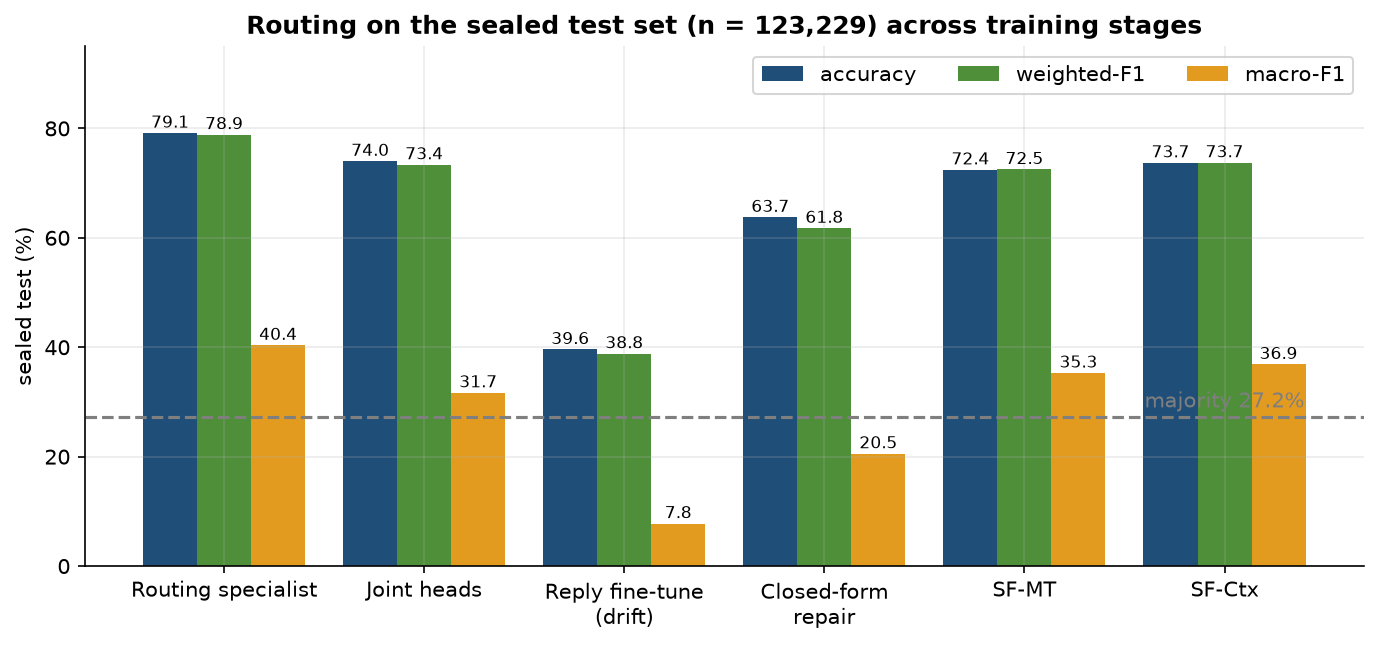 Routing on the sealed test set (n = 123,229) across training stages
accuracy weighted-F1 macro-F1
sealed test (%)
80
60
40
20
0
79.1 78.9 40.4
74.0 73.4 31.7
39.6 38.8 7.8
63.7 61.8 20.5
72.4 72.5 35.3
73.7 73.7 36.9
majority 27.2%
Routing specialist
Joint heads
Reply fine-tune
(drift)
Closed-form
repair
SF-MT
SF-Ctx